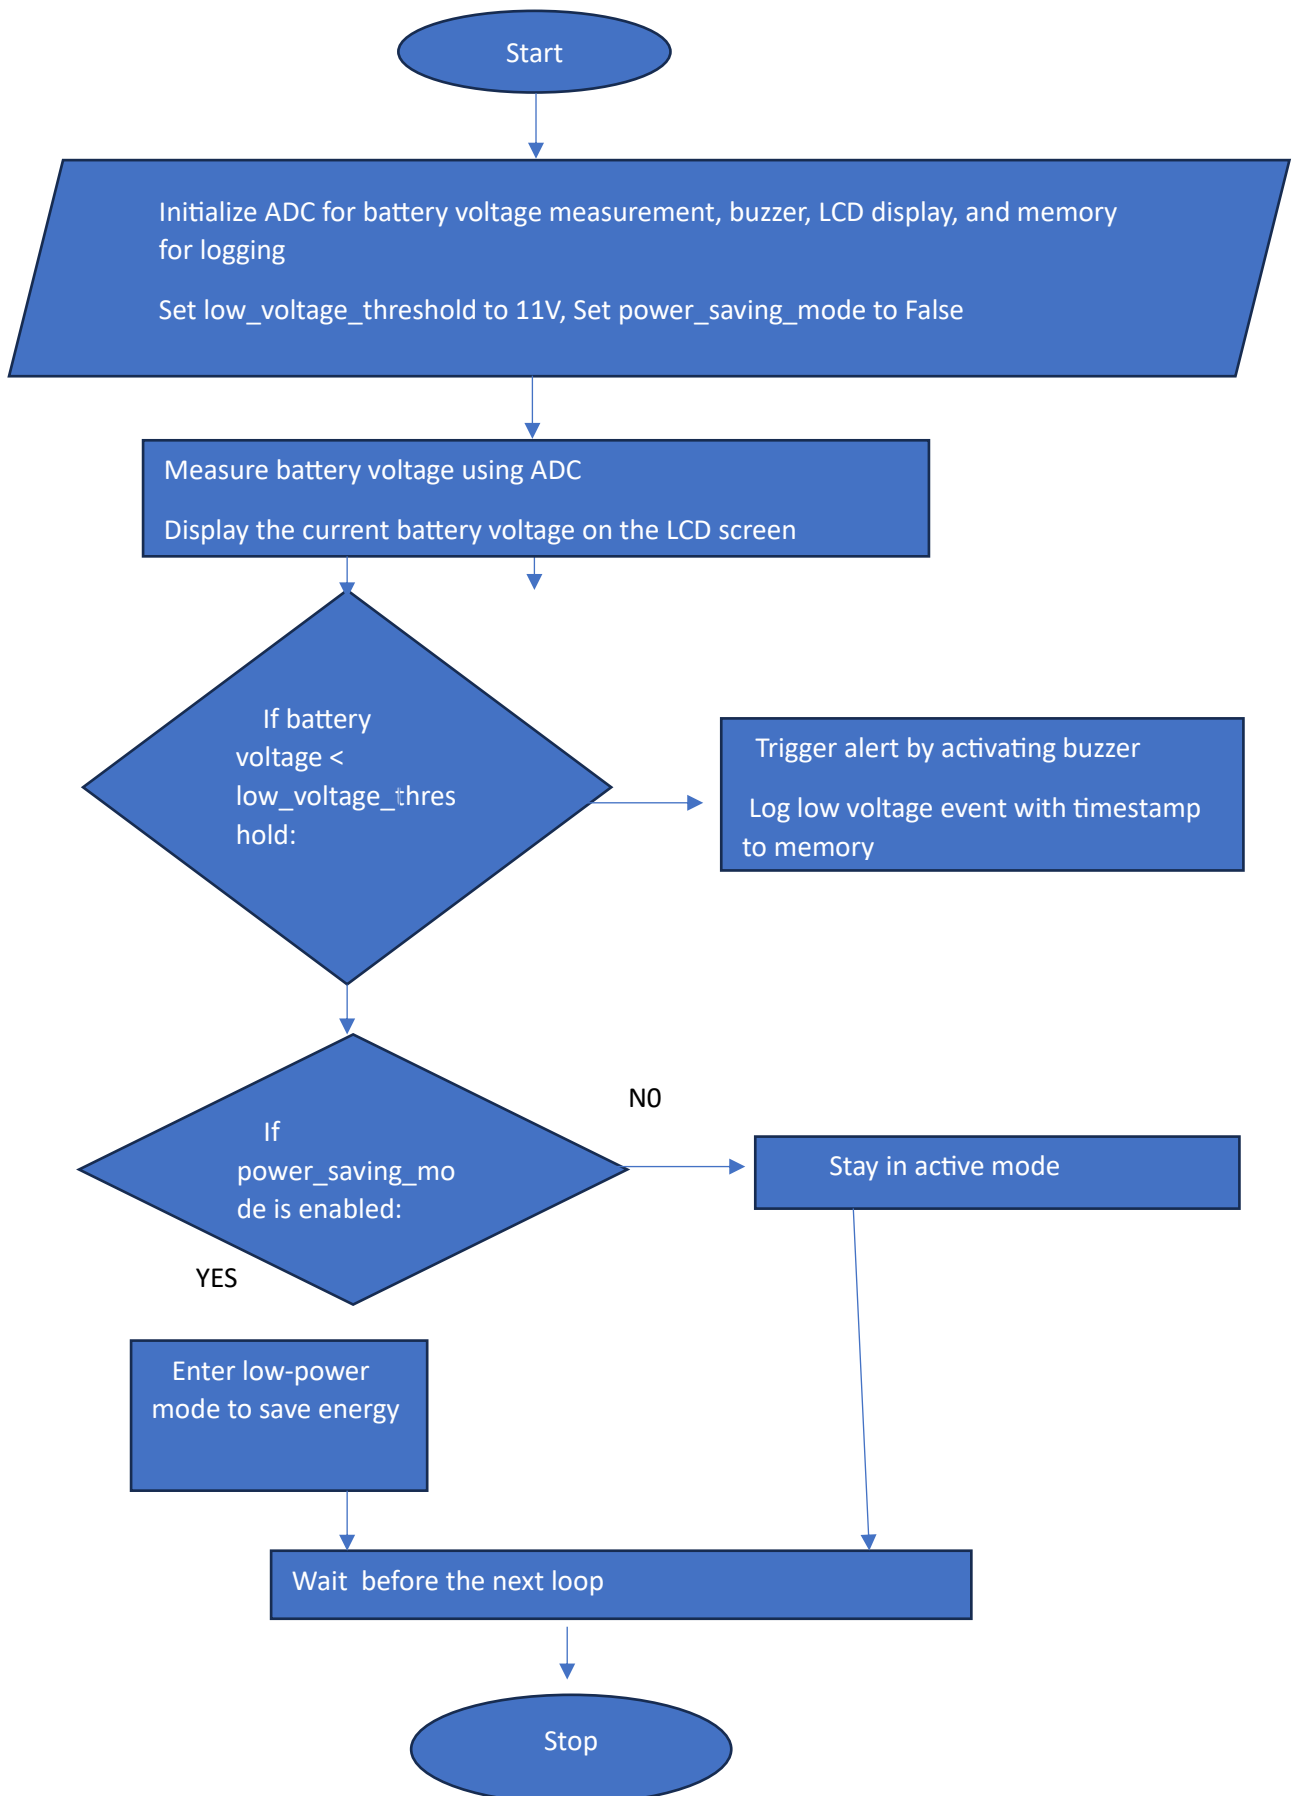 Start
Initialize ADC for battery voltage measurement, buzzer, LCD display, and memory
for logging
Set low_voltage_threshold to 11V, Set power_saving_mode to False
Measure battery voltage using ADC
Display the current battery voltage on the LCD screen
If battery
voltage <
low_voltage_thres
hold:
Trigger alert by activating buzzer
Log low voltage event with timestamp
to memory
N0
If
power_saving_mo
de is enabled:
Stay in active mode
YES
Enter low-power
mode to save energy
Wait  before the next loop
Stop